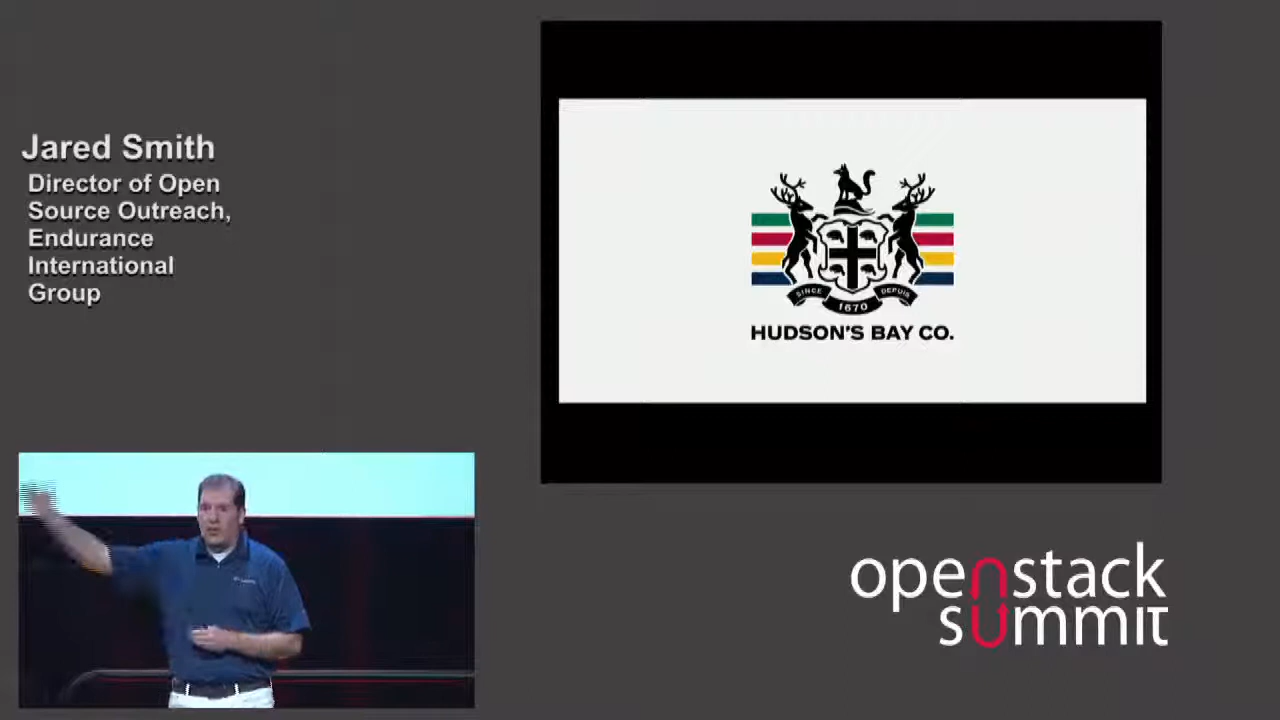 Jared Smith
Director of Open
Source Outreach,
Endurance
International
Group
SINCE
DEPUIS
1670
HUDSON'S BAY CO.
openstack
summit